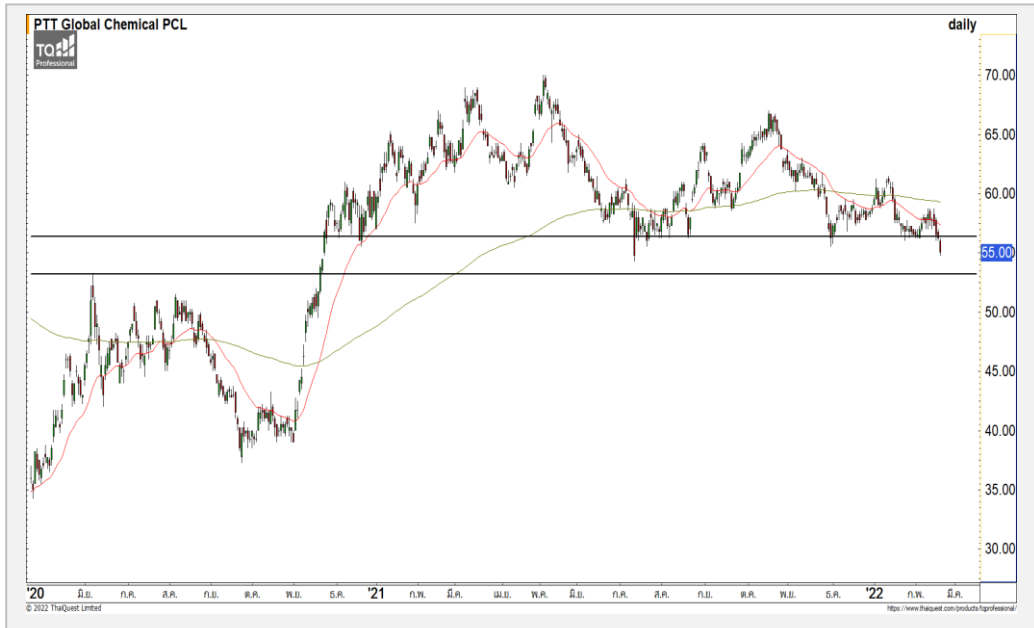 PTT Global Chemical PCL
daily
TQ
Professional
70.00
65.00
60.00
55.00
50.00
45.00
40.00
35.00
30.00
'20 มิ.ย. ก.ค. ส.ค. ก.ย. ต.ค. พ.ย. ธ.ค. '21 ก.พ. มี.ค. เม.ย. พ.ค. มิ.ย. ก.ค. ส.ค. ก.ย. ต.ค. พ.ย. ธ.ค. '22 ก.พ. มี.ค.
© 2022 ThaiQuest Limited
https://www.thaiquest.com/products/tqprofessional/